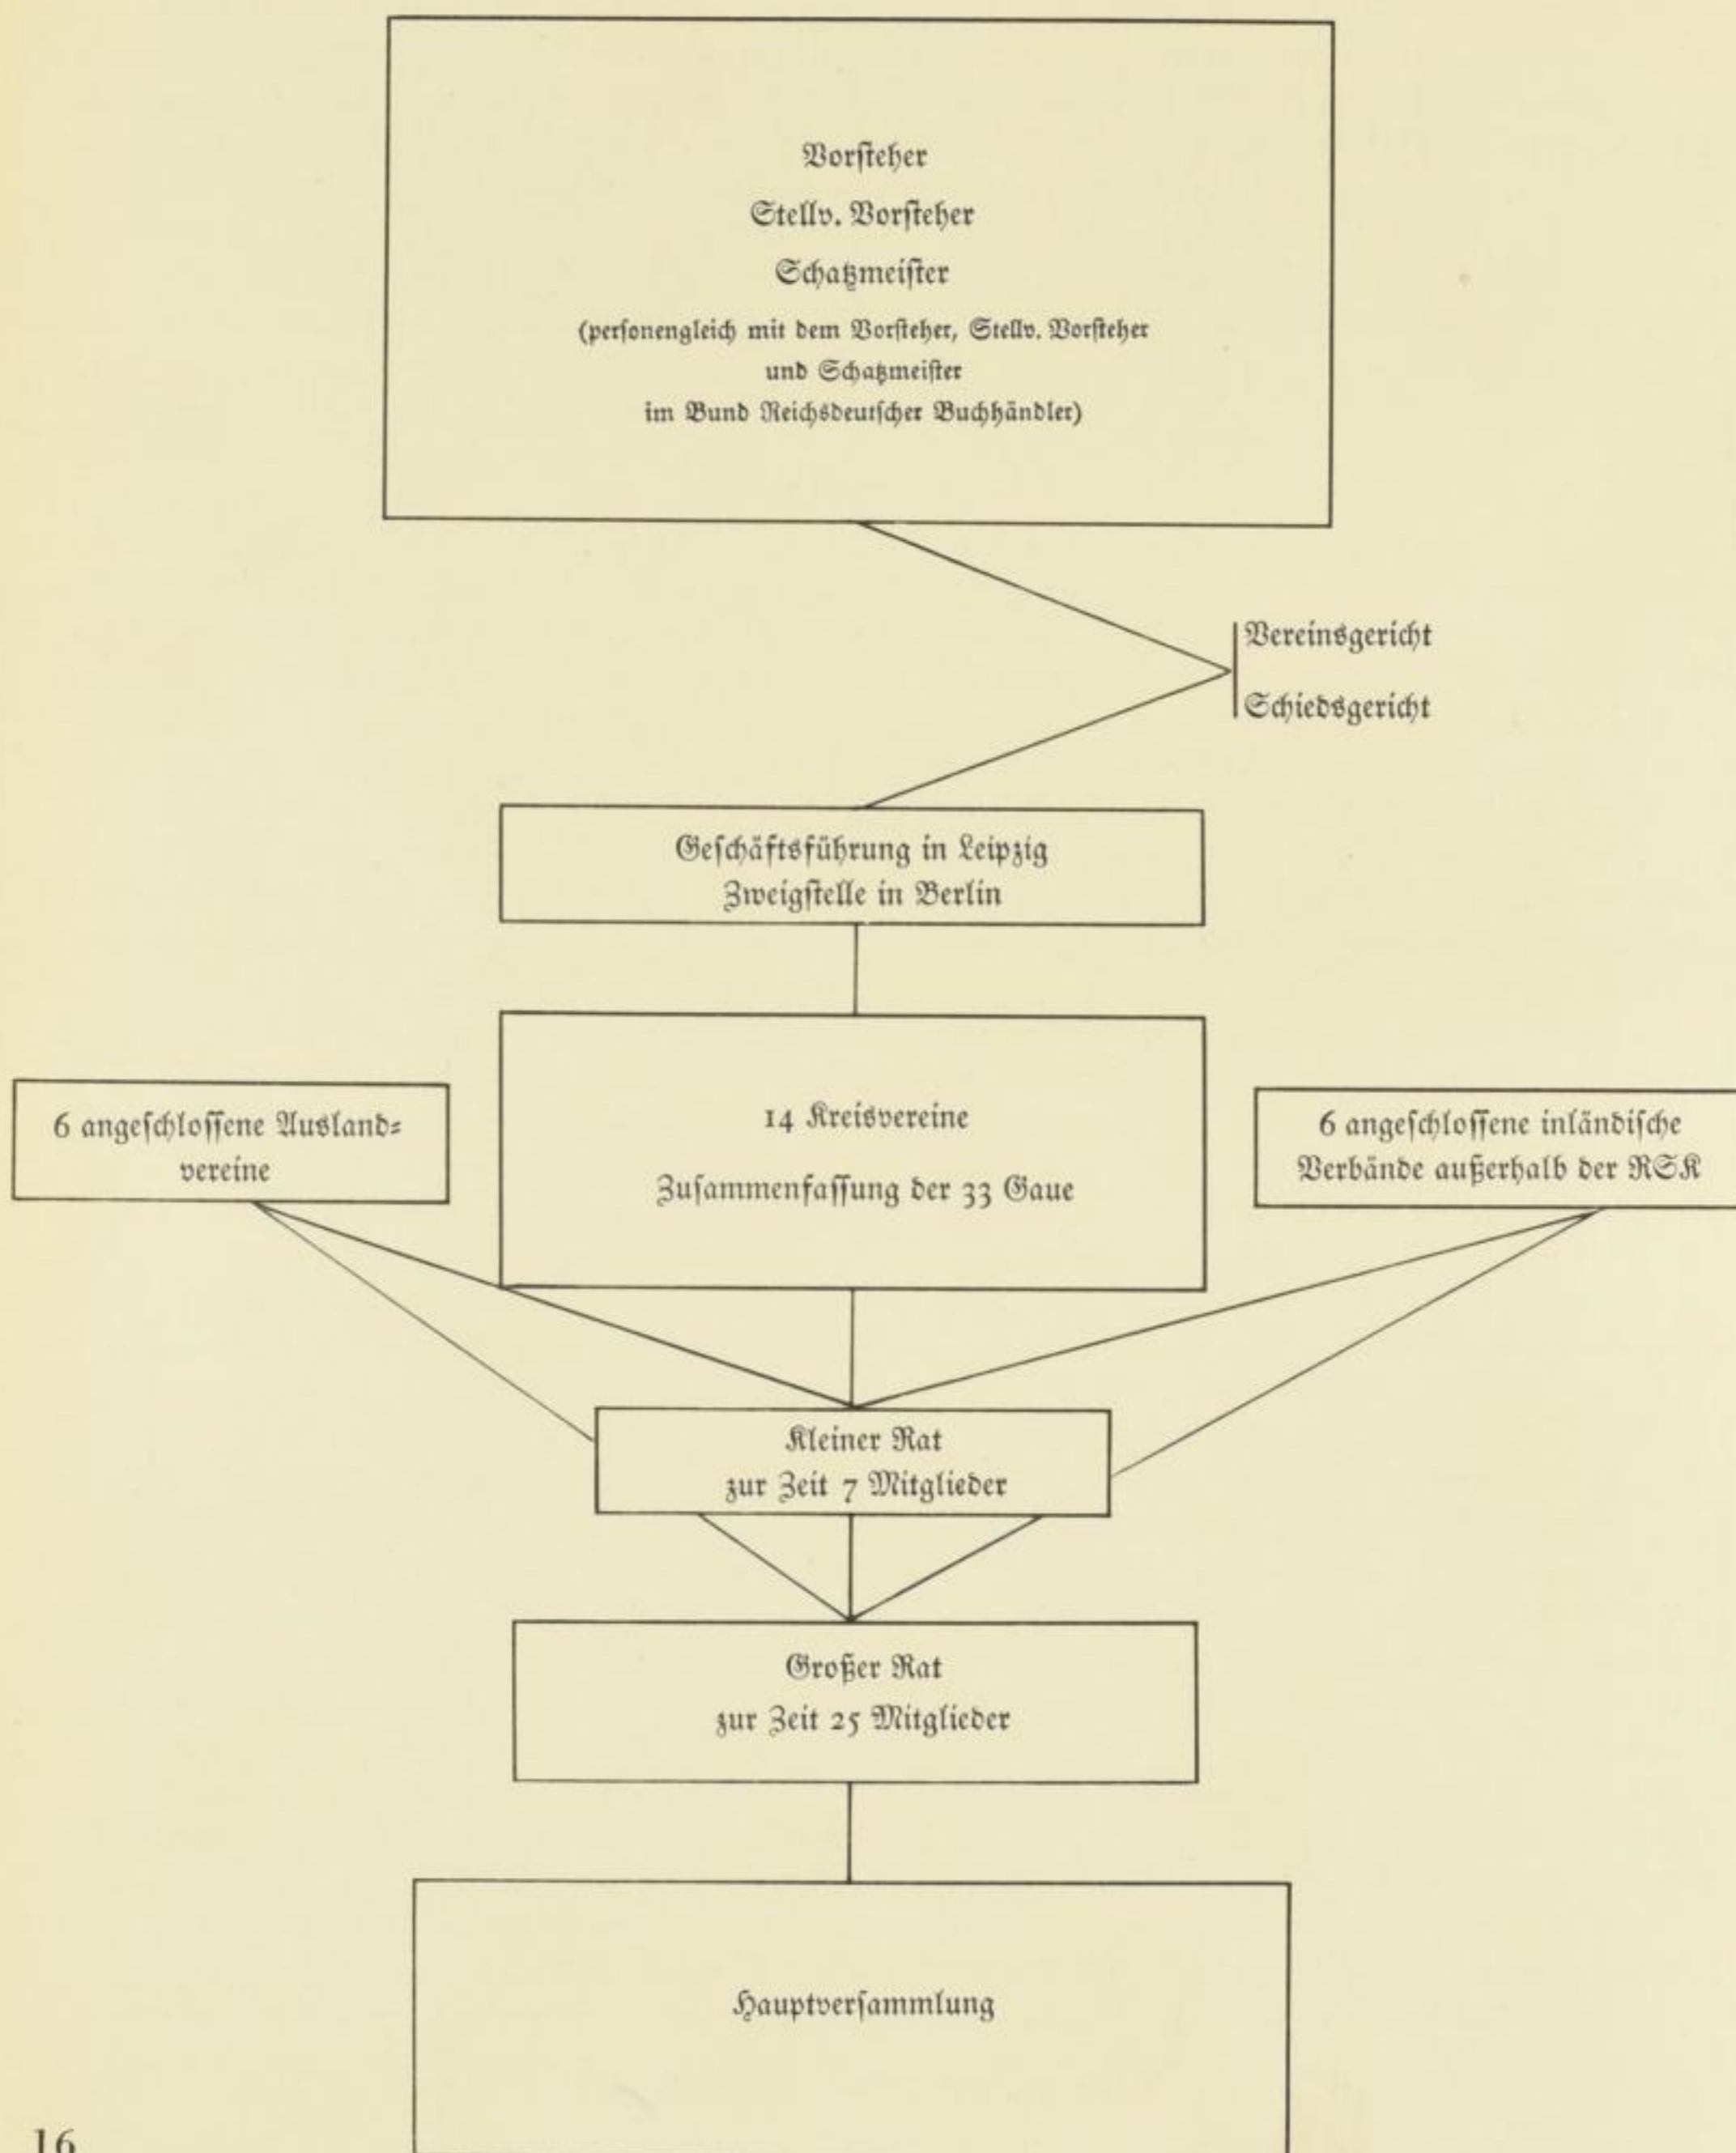 Vorsteher
Stellv. Vorsteher
Schatzmeister
(personengleich mit dem Vorsteher, Stellv. Vorsteher
und Schatzmeister
im Bund Reichsdeutscher Buchhändler)
Vereinsgericht
Schiedsgericht
Geschäftsführung in Leipzig
Zweigstelle in Berlin
6 angeschlossene Ausland-
vereine
14 Kreisvereine
Zusammenfassung der 33 Gaue
6 angeschlossene inländische
Verbände außerhalb der RSK
Kleiner Rat
zur Zeit 7 Mitglieder
Großer Rat
zur Zeit 25 Mitglieder
Hauptversammlung
16